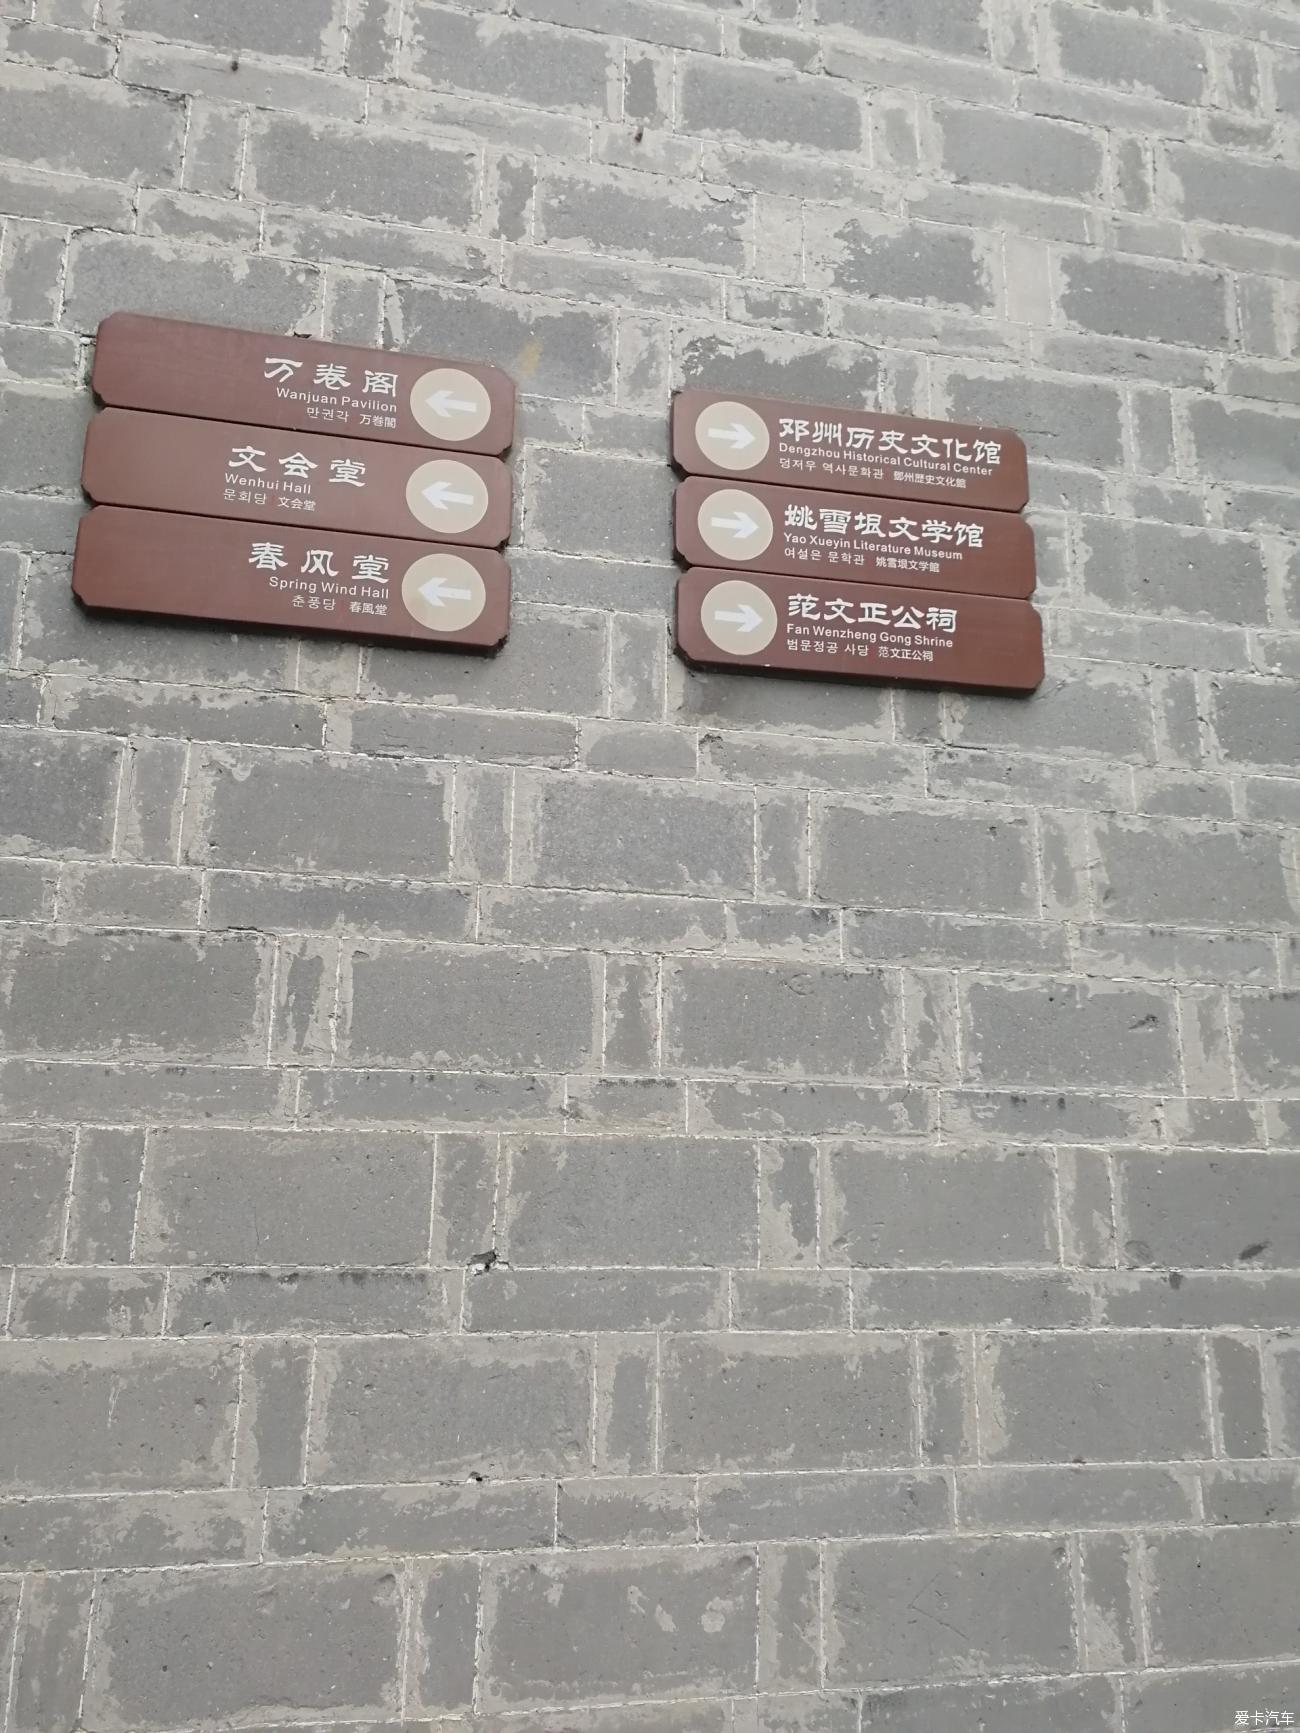 万卷阁
Wanjuan Pavilion
만권각 万巻閣
文会堂
Wenhui Hall
문회당 文会堂
春风堂
Spring Wind Hall
춘풍당 春風堂
邓州历史文化馆
Dengzhou Historical Cultural Center
덩저우 역사문화관 鄧州歴史文化館
姚雪垠文学馆
Yao Xueyin Literature Museum
여설은 문학관 姚雪垠文学館
范文正公祠
Fan Wenzheng Gong Shrine
범문정공 사당 范文正公祠
爱卡汽车